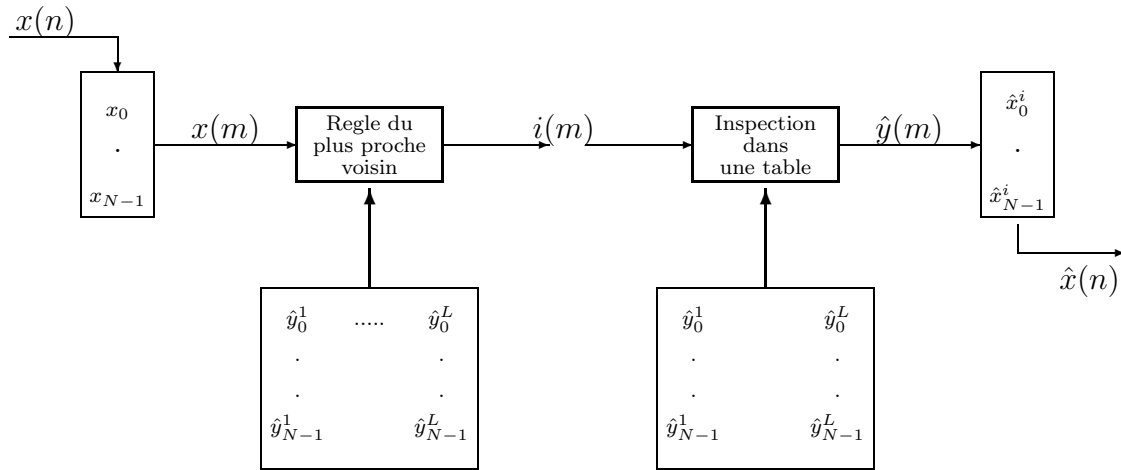 x(n)
x_0
.
x_{N-1}
x(m)
Regle du
plus proche
voisin
i(m)
Inspection
dans
une table
ŷ(m)
x̂_0^i
.
x̂_{N-1}^i
x̂(n)
ŷ_0^1 ..... ŷ_0^L
. .
. .
ŷ_{N-1}^1 ŷ_{N-1}^L
ŷ_0^1 ŷ_0^L
. .
. .
ŷ_{N-1}^1 ŷ_{N-1}^L